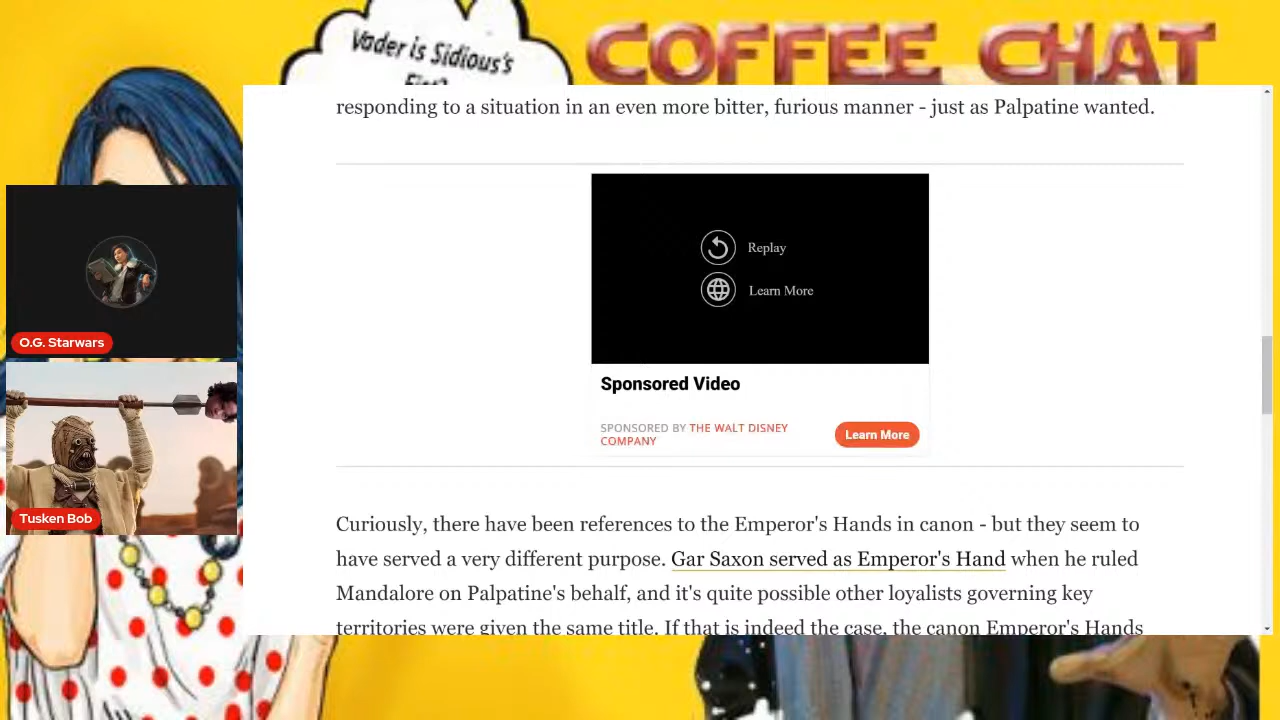 Vader is Sidious's
COFFEE CHAT
responding to a situation in an even more bitter, furious manner - just as Palpatine wanted.
Replay
Learn More
Sponsored Video
SPONSORED BY THE WALT DISNEY
COMPANY
Learn More
O.G. Starwars
Tusken Bob
Curiously, there have been references to the Emperor's Hands in canon - but they seem to
have served a very different purpose. Gar Saxon served as Emperor's Hand when he ruled
Mandalore on Palpatine's behalf, and it's quite possible other loyalists governing key
territories were given the same title. If that is indeed the case, the canon Emperor's Hands